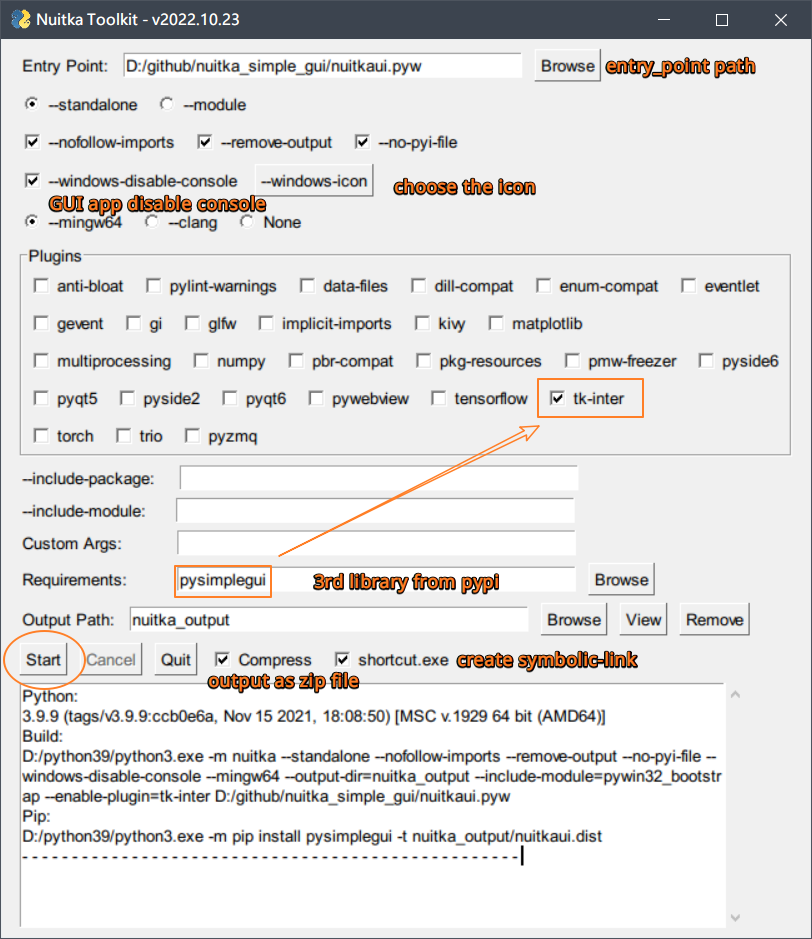 Nuitka Toolkit - v2022.10.23
Entry Point: D:/github/nuitka_simple_gui/nuitkaui.pyw Browse entry_point path
--standalone --module
--nofollow-imports --remove-output --no-pyi-file
--windows-disable-console --windows-icon choose the icon
GUI app disable console
--mingw64 --clang None
Plugins
anti-bloat pylint-warnings data-files dill-compat enum-compat eventlet
gevent gi glfw implicit-imports kivy matplotlib
multiprocessing numpy pbr-compat pkg-resources pmw-freezer pyside6
pyqt5 pyside2 pyqt6 pywebview tensorflow tk-inter
torch trio pyzmq
--include-package:
--include-module:
Custom Args:
Requirements: pysimplegui 3rd library from pypi Browse
Output Path: nuitka_output Browse View Remove
Start Cancel Quit Compress shortcut.exe create symbolic-link
output as zip file
Python:
3.9.9 (tags/v3.9.9:ccb0e6a, Nov 15 2021, 18:08:50) [MSC v.1929 64 bit (AMD64)]
Build:
D:/python39/python3.exe -m nuitka --standalone --nofollow-imports --remove-output --no-pyi-file --
windows-disable-console --mingw64 --output-dir=nuitka_output --include-module=pywin32_bootstr
ap --enable-plugin=tk-inter D:/github/nuitka_simple_gui/nuitkaui.pyw
Pip:
D:/python39/python3.exe -m pip install pysimplegui -t nuitka_output/nuitkaui.dist
- - - - - - - - - - - - - - - - - - - - - - - - - - - - - - - - - - - - - - - - - - - - - - - - - -